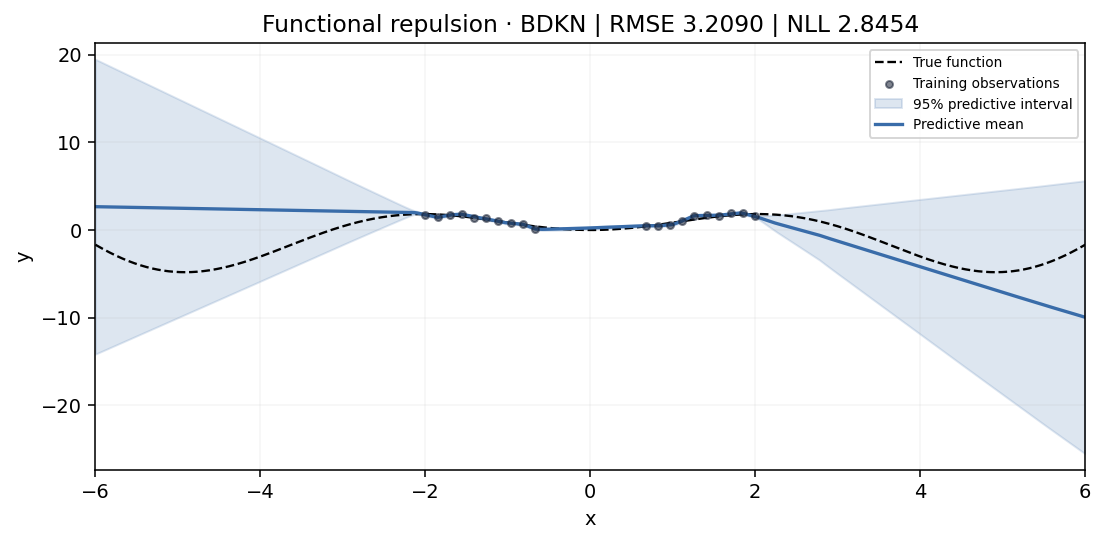 Functional repulsion · BDKN | RMSE 3.2090 | NLL 2.8454
True function
Training observations
95% predictive interval
Predictive mean
20
10
0
−10
−20
y
−6
−4
−2
0
2
4
6
x